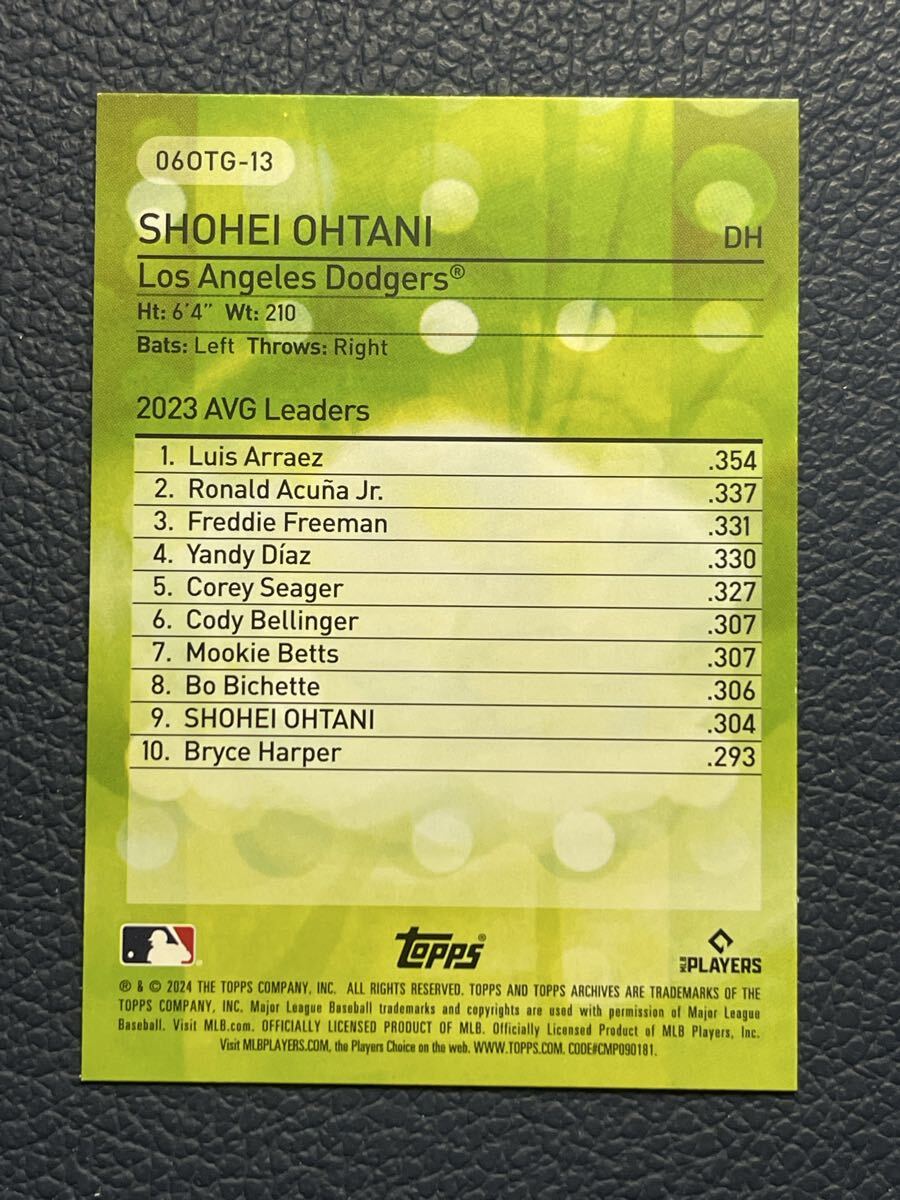 06OTG-13
SHOHEI OHTANI DH
Los Angeles Dodgers®
Ht: 6'4" Wt: 210
Bats: Left Throws: Right
2023 AVG Leaders
1. Luis Arraez .354
2. Ronald Acuña Jr. .337
3. Freddie Freeman .331
4. Yandy Díaz .330
5. Corey Seager .327
6. Cody Bellinger .307
7. Mookie Betts .307
8. Bo Bichette .306
9. SHOHEI OHTANI .304
10. Bryce Harper .293
Topps® MLB PLAYERS
® & © 2024 THE TOPPS COMPANY, INC. ALL RIGHTS RESERVED. TOPPS AND TOPPS ARCHIVES ARE TRADEMARKS OF THE
TOPPS COMPANY, INC. Major League Baseball trademarks and copyrights are used with permission of Major League
Baseball. Visit MLB.com. OFFICIALLY LICENSED PRODUCT OF MLB. Officially Licensed Product of MLB Players, Inc.
Visit MLBPLAYERS.COM, the Players Choice on the web. WWW.TOPPS.COM. CODE#CMP090181.